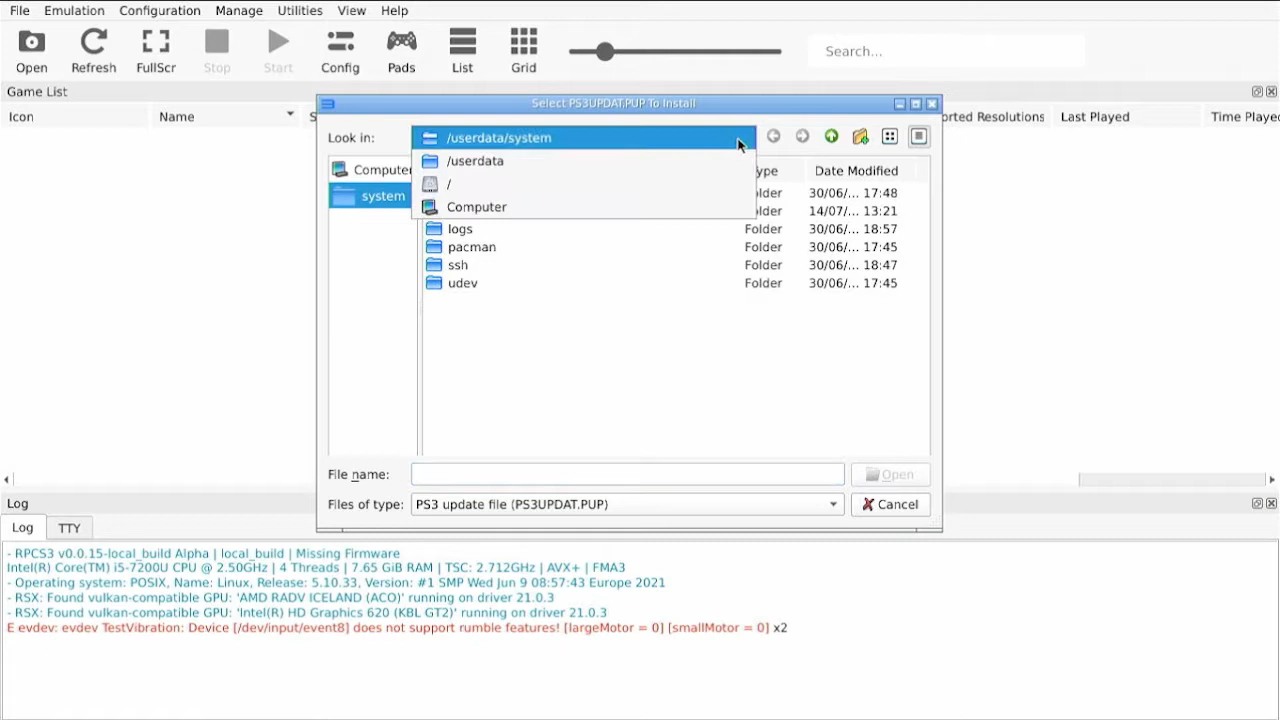 File Emulation Configuration Manage Utilities View Help
Open Refresh FullScr Stop Start Config Pads List Grid Search...
Game List
Icon Name S orted Resolutions Last Played Time Playe
Select PS3UPDAT.PUP To Install
Look in: /userdata/system
/userdata
/
Computer
Computer
system
ype Date Modified
lder 30/06/... 17:48
lder 14/07/... 13:21
logs Folder 30/06/... 18:57
pacman Folder 30/06/... 17:45
ssh Folder 30/06/... 18:47
udev Folder 30/06/... 17:45
File name: Open
Files of type: PS3 update file (PS3UPDAT.PUP) Cancel
Log
Log TTY
- RPCS3 v0.0.15-local_build Alpha | local_build | Missing Firmware
Intel(R) Core(TM) i5-7200U CPU @ 2.50GHz | 4 Threads | 7.65 GiB RAM | TSC: 2.712GHz | AVX+ | FMA3
- Operating system: POSIX, Name: Linux, Release: 5.10.33, Version: #1 SMP Wed Jun 9 08:57:43 Europe 2021
- RSX: Found vulkan-compatible GPU: 'AMD RADV ICELAND (ACO)' running on driver 21.0.3
- RSX: Found vulkan-compatible GPU: 'Intel(R) HD Graphics 620 (KBL GT2)' running on driver 21.0.3
E evdev: evdev TestVibration: Device [/dev/input/event8] does not support rumble features! [largeMotor = 0] [smallMotor = 0] x2